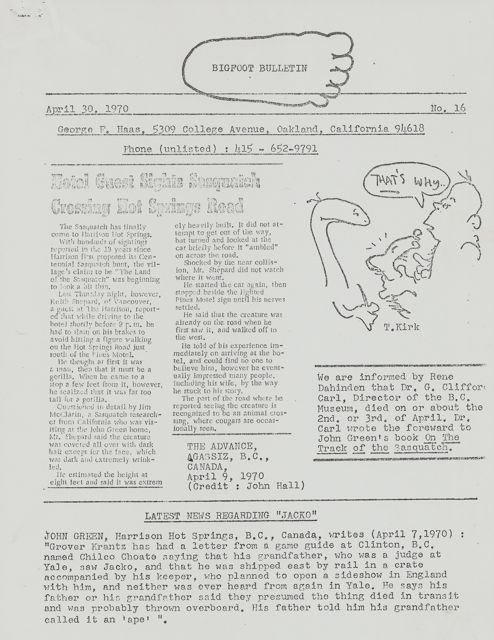 BIGFOOT BULLETIN
April 30, 1970 No. 16
George F. Haas, 5309 College Avenue, Oakland, California 94618
Phone (unlisted) : 415 - 652-9791
Hotel Guest Sights Sasquatch
Crossing Hot Springs Road
The Sasquatch has finally
come to Harrison Hot Springs.
With hundreds of sightings
reported in the 13 years since
Harrison first proposed its Cen-
tennial Sasquatch hunt, the vil-
lage's claim to be "The Land
of the Sasquatch" was beginning
to look a bit thin.
Last Thursday night, however,
Keith Shepard, of Vancouver,
a guest at The Harrison, report-
ed that while driving to the
hotel shortly before 9 p.m. he
had to slam on his brakes to
avoid hitting a figure walking
on the Hot Springs Road just
south of the Pines Motel.
He thought at first it was
a man, then that it must be a
gorilla. When he came to a
stop a few feet from it, however,
he realized that it was far too
tall for a gorilla.
Questioned in detail by Jim
McClarin, a Sasquatch research-
er from California who was vis-
iting at the John Green home,
Mr. Shepard said the creature
was covered all over with dark
hair except for the face, which
was dark and extremely wrink-
led.
He estimated the height at
eight feet and said it was extrem
ely heavily built. It did not at-
tempt to get out of the way,
but turned and looked at the
car briefly before it "ambled"
on across the road.
Shocked by the near collis-
ion, Mr. Shepard did not watch
where it went.
He started the car again, then
stopped beside the lighted
Pines Motel sign until his nerves
settled.
He said that the creature was
already on the road when he
first saw it, and walked off to
the west.
He told of his experience im-
mediately on arriving at the ho-
tel, and could find no one to
believe him, however he event-
ually impressed many people,
including his wife, by the way
he stuck to his story.
The part of the road where he
reported seeing the creature is
recognized to be an animal cros-
sing, where cougars are occas-
ionally seen.
THE ADVANCE,
AGASSIZ, B.C.,
CANADA,
April 9, 1970
(Credit : John Hall)
THAT'S WHY..
T.Kirk
We are informed by Rene
Dahinden that Dr. G. Clifford
Carl, Director of the B.C.
Museum, died on or about the
2nd. or 3rd. of April. Dr.
Carl wrote the foreward to
John Green's book On The
Track of the Sasquatch.
LATEST NEWS REGARDING "JACKO"
JOHN GREEN, Harrison Hot Springs, B.C., Canada, writes (April 7,1970) :
"Grover Krantz has had a letter from a game guide at Clinton, B.C.
named Chilco Choate saying that his grandfather, who was a judge at
Yale, saw Jacko, and that he was shipped east by rail in a crate
accompanied by his keeper, who planned to open a sideshow in England
with him, and neither was ever heard from again in Yale. He says his
father or his grandfather said they presumed the thing died in transit
and was probably thrown overboard. His father told him his grandfather
called it an 'ape' ".